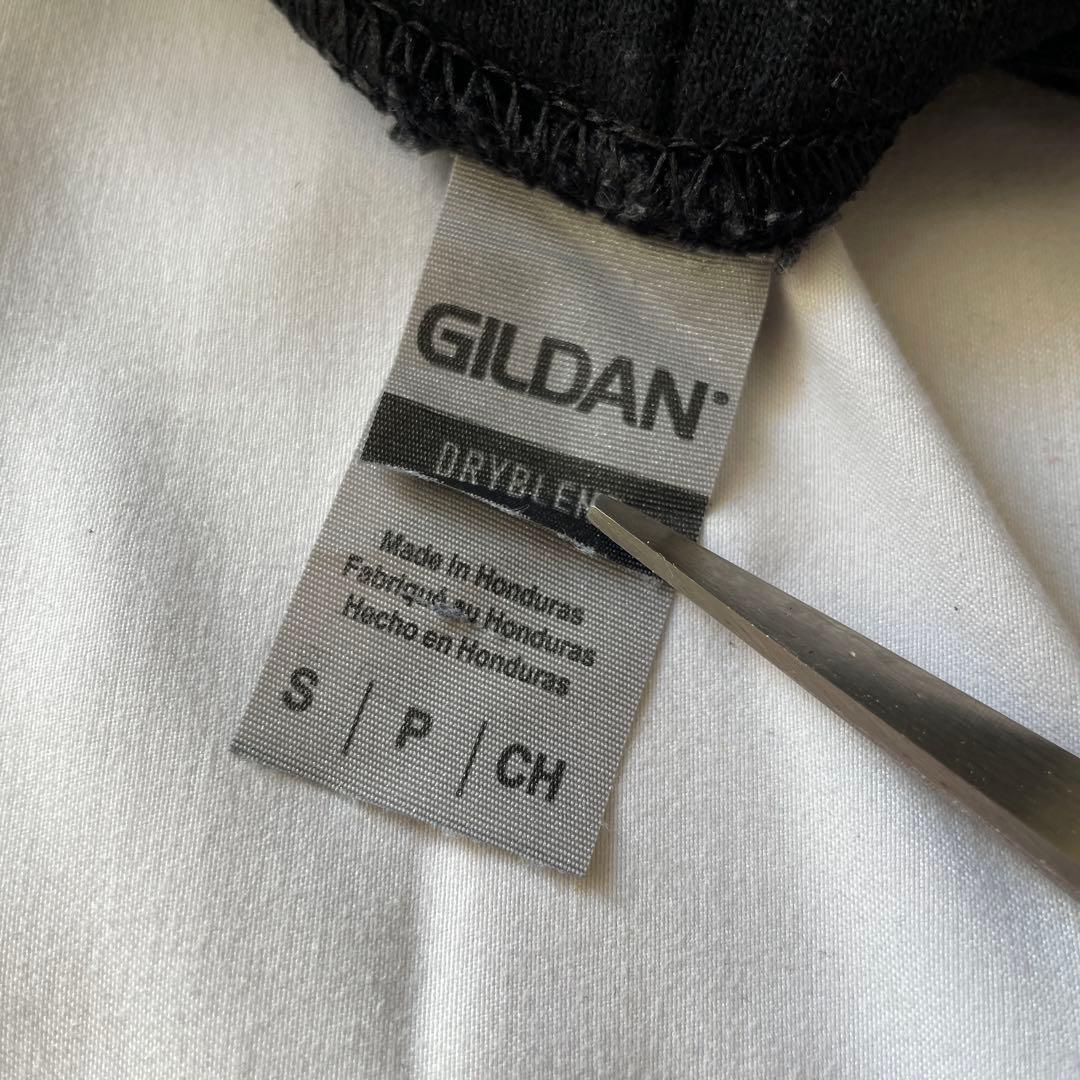 GILDAN
DRYBLEN
Made in Honduras
Fabriqué au Honduras
Hecho en Honduras
S | P | CH